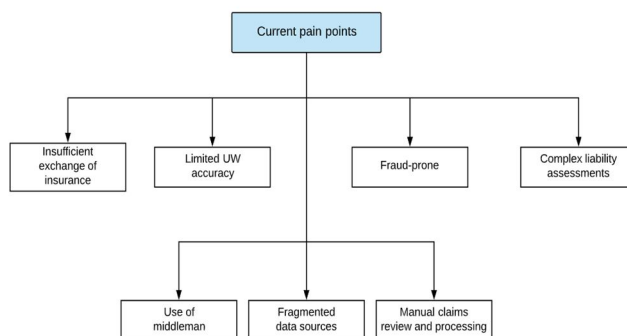 Current pain points
Insufficient
exchange of
insurance
Limited UW
accuracy
Fraud-prone
Complex liability
assessments
Use of
middleman
Fragmented
data sources
Manual claims
review and processing